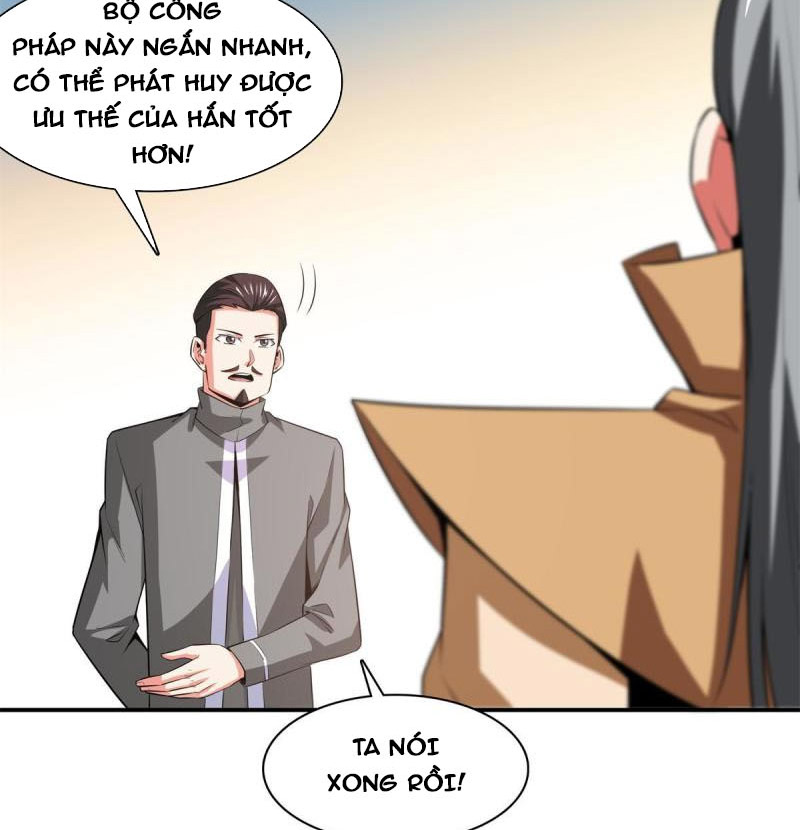 BỘ CÔNG
PHÁP NÀY NGẮN NHANH,
CÓ THỂ PHÁT HUY ĐƯỢC
ƯU THẾ CỦA HẮN TỐT
HƠN!
TA NÓI
XONG RỒI!